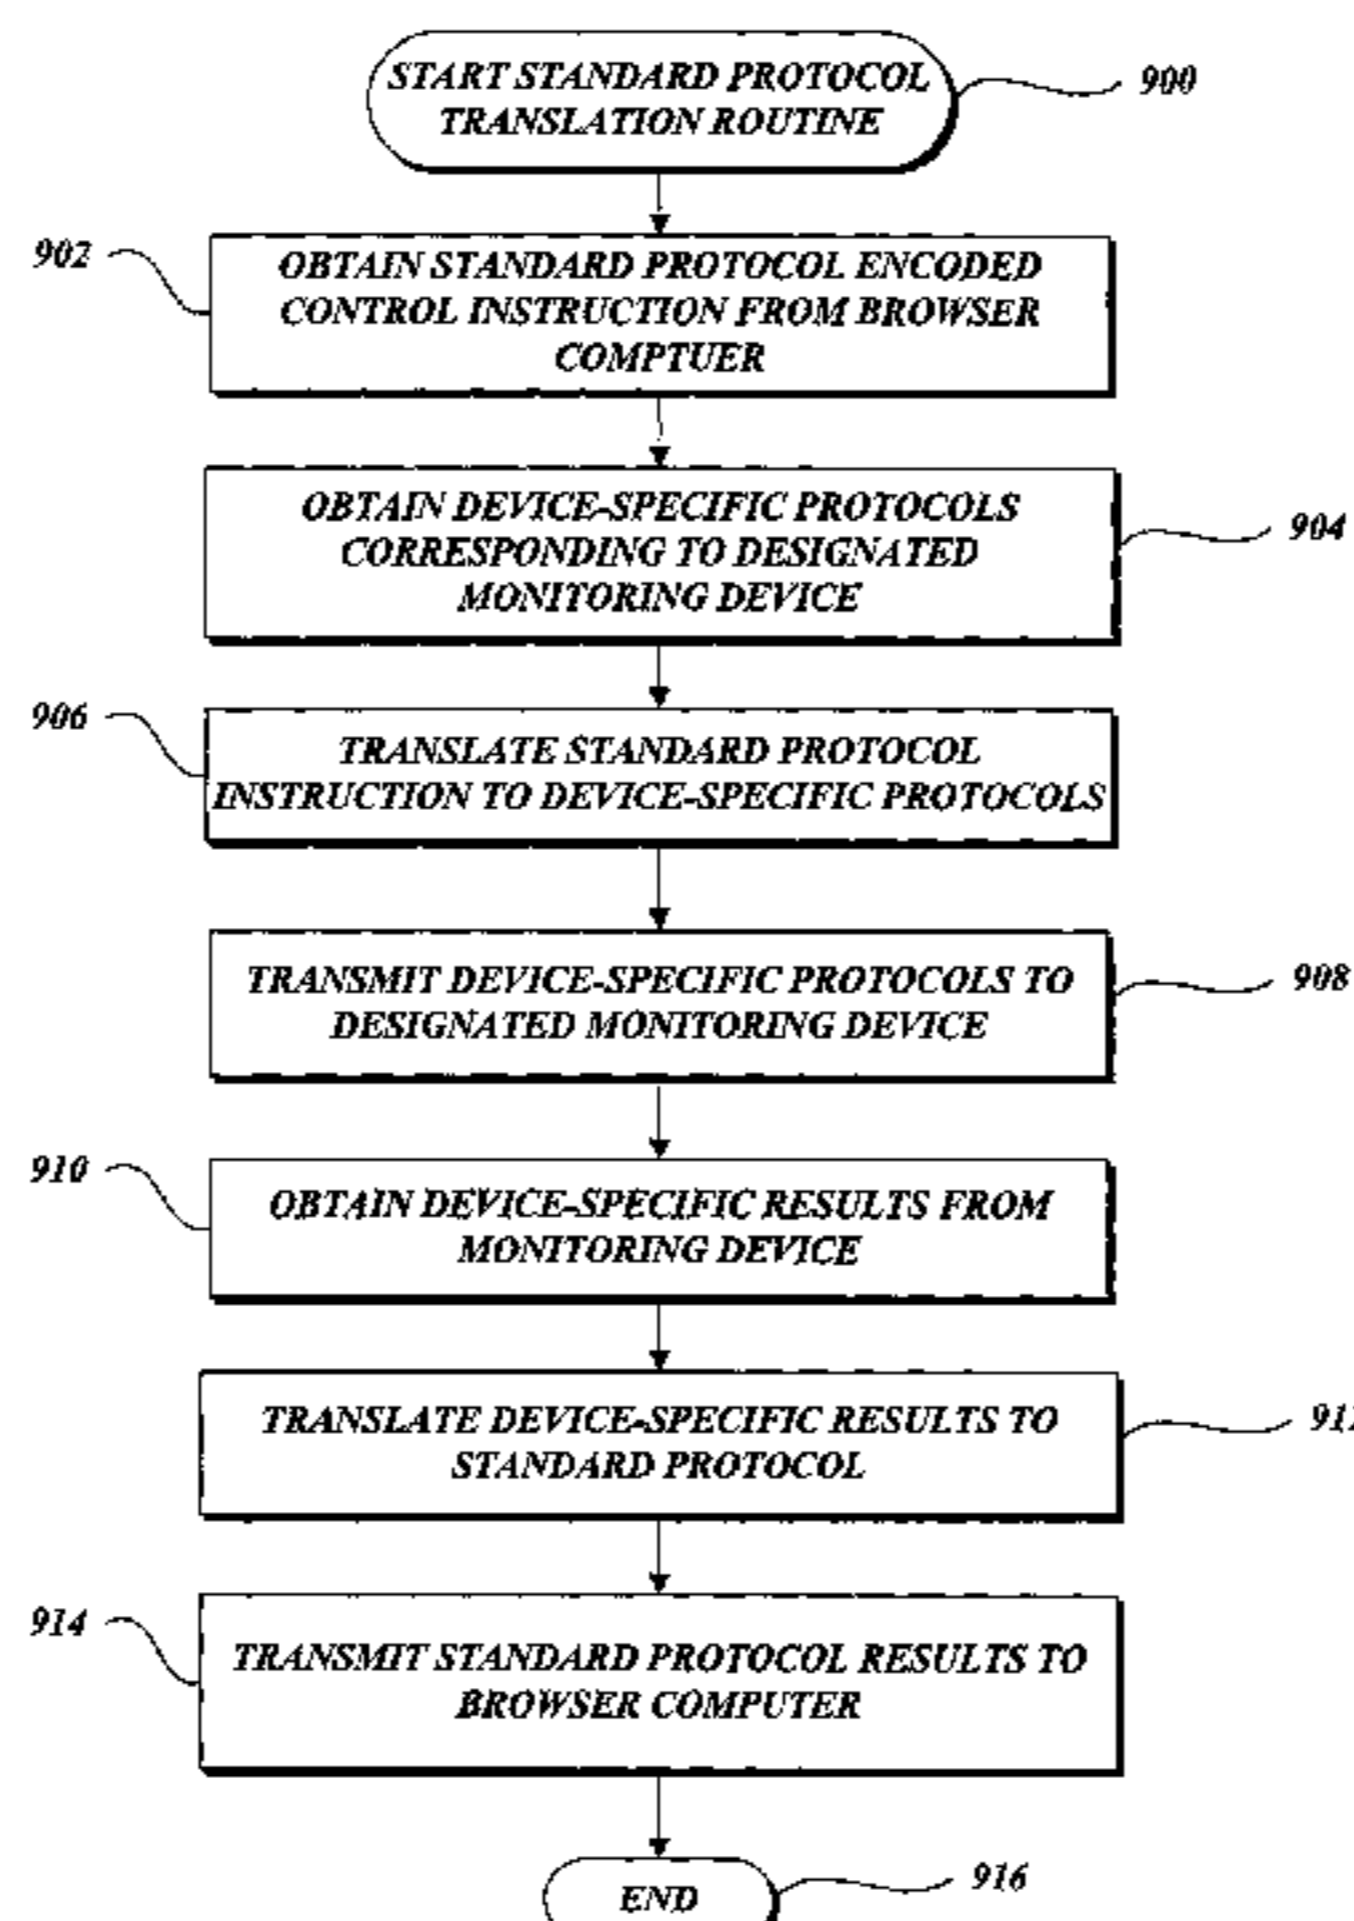 START STANDARD PROTOCOL
TRANSLATION ROUTINE
900
902
OBTAIN STANDARD PROTOCOL ENCODED
CONTROL INSTRUCTION FROM BROWSER
COMPTUER
OBTAIN DEVICE-SPECIFIC PROTOCOLS
CORRESPONDING TO DESIGNATED
MONITORING DEVICE
904
906
TRANSLATE STANDARD PROTOCOL
INSTRUCTION TO DEVICE-SPECIFIC PROTOCOLS
TRANSMIT DEVICE-SPECIFIC PROTOCOLS TO
DESIGNATED MONITORING DEVICE
908
910
OBTAIN DEVICE-SPECIFIC RESULTS FROM
MONITORING DEVICE
TRANSLATE DEVICE-SPECIFIC RESULTS TO
STANDARD PROTOCOL
914
TRANSMIT STANDARD PROTOCOL RESULTS TO
BROWSER COMPUTER
END
916